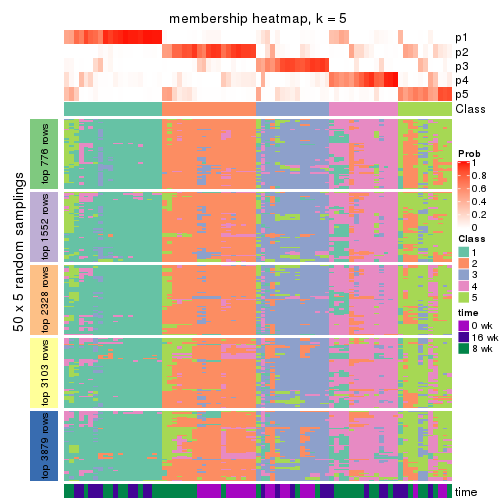 membership heatmap, k = 5
p1
p2
p3
p4
p5
Class
50 x 5 random samplings
top 776 rows
top 1552 rows
top 2328 rows
top 3103 rows
top 3879 rows
time
Prob
1
0.8
0.6
0.4
0.2
0
Class
1
2
3
4
5
time
0 wk
16 wk
8 wk